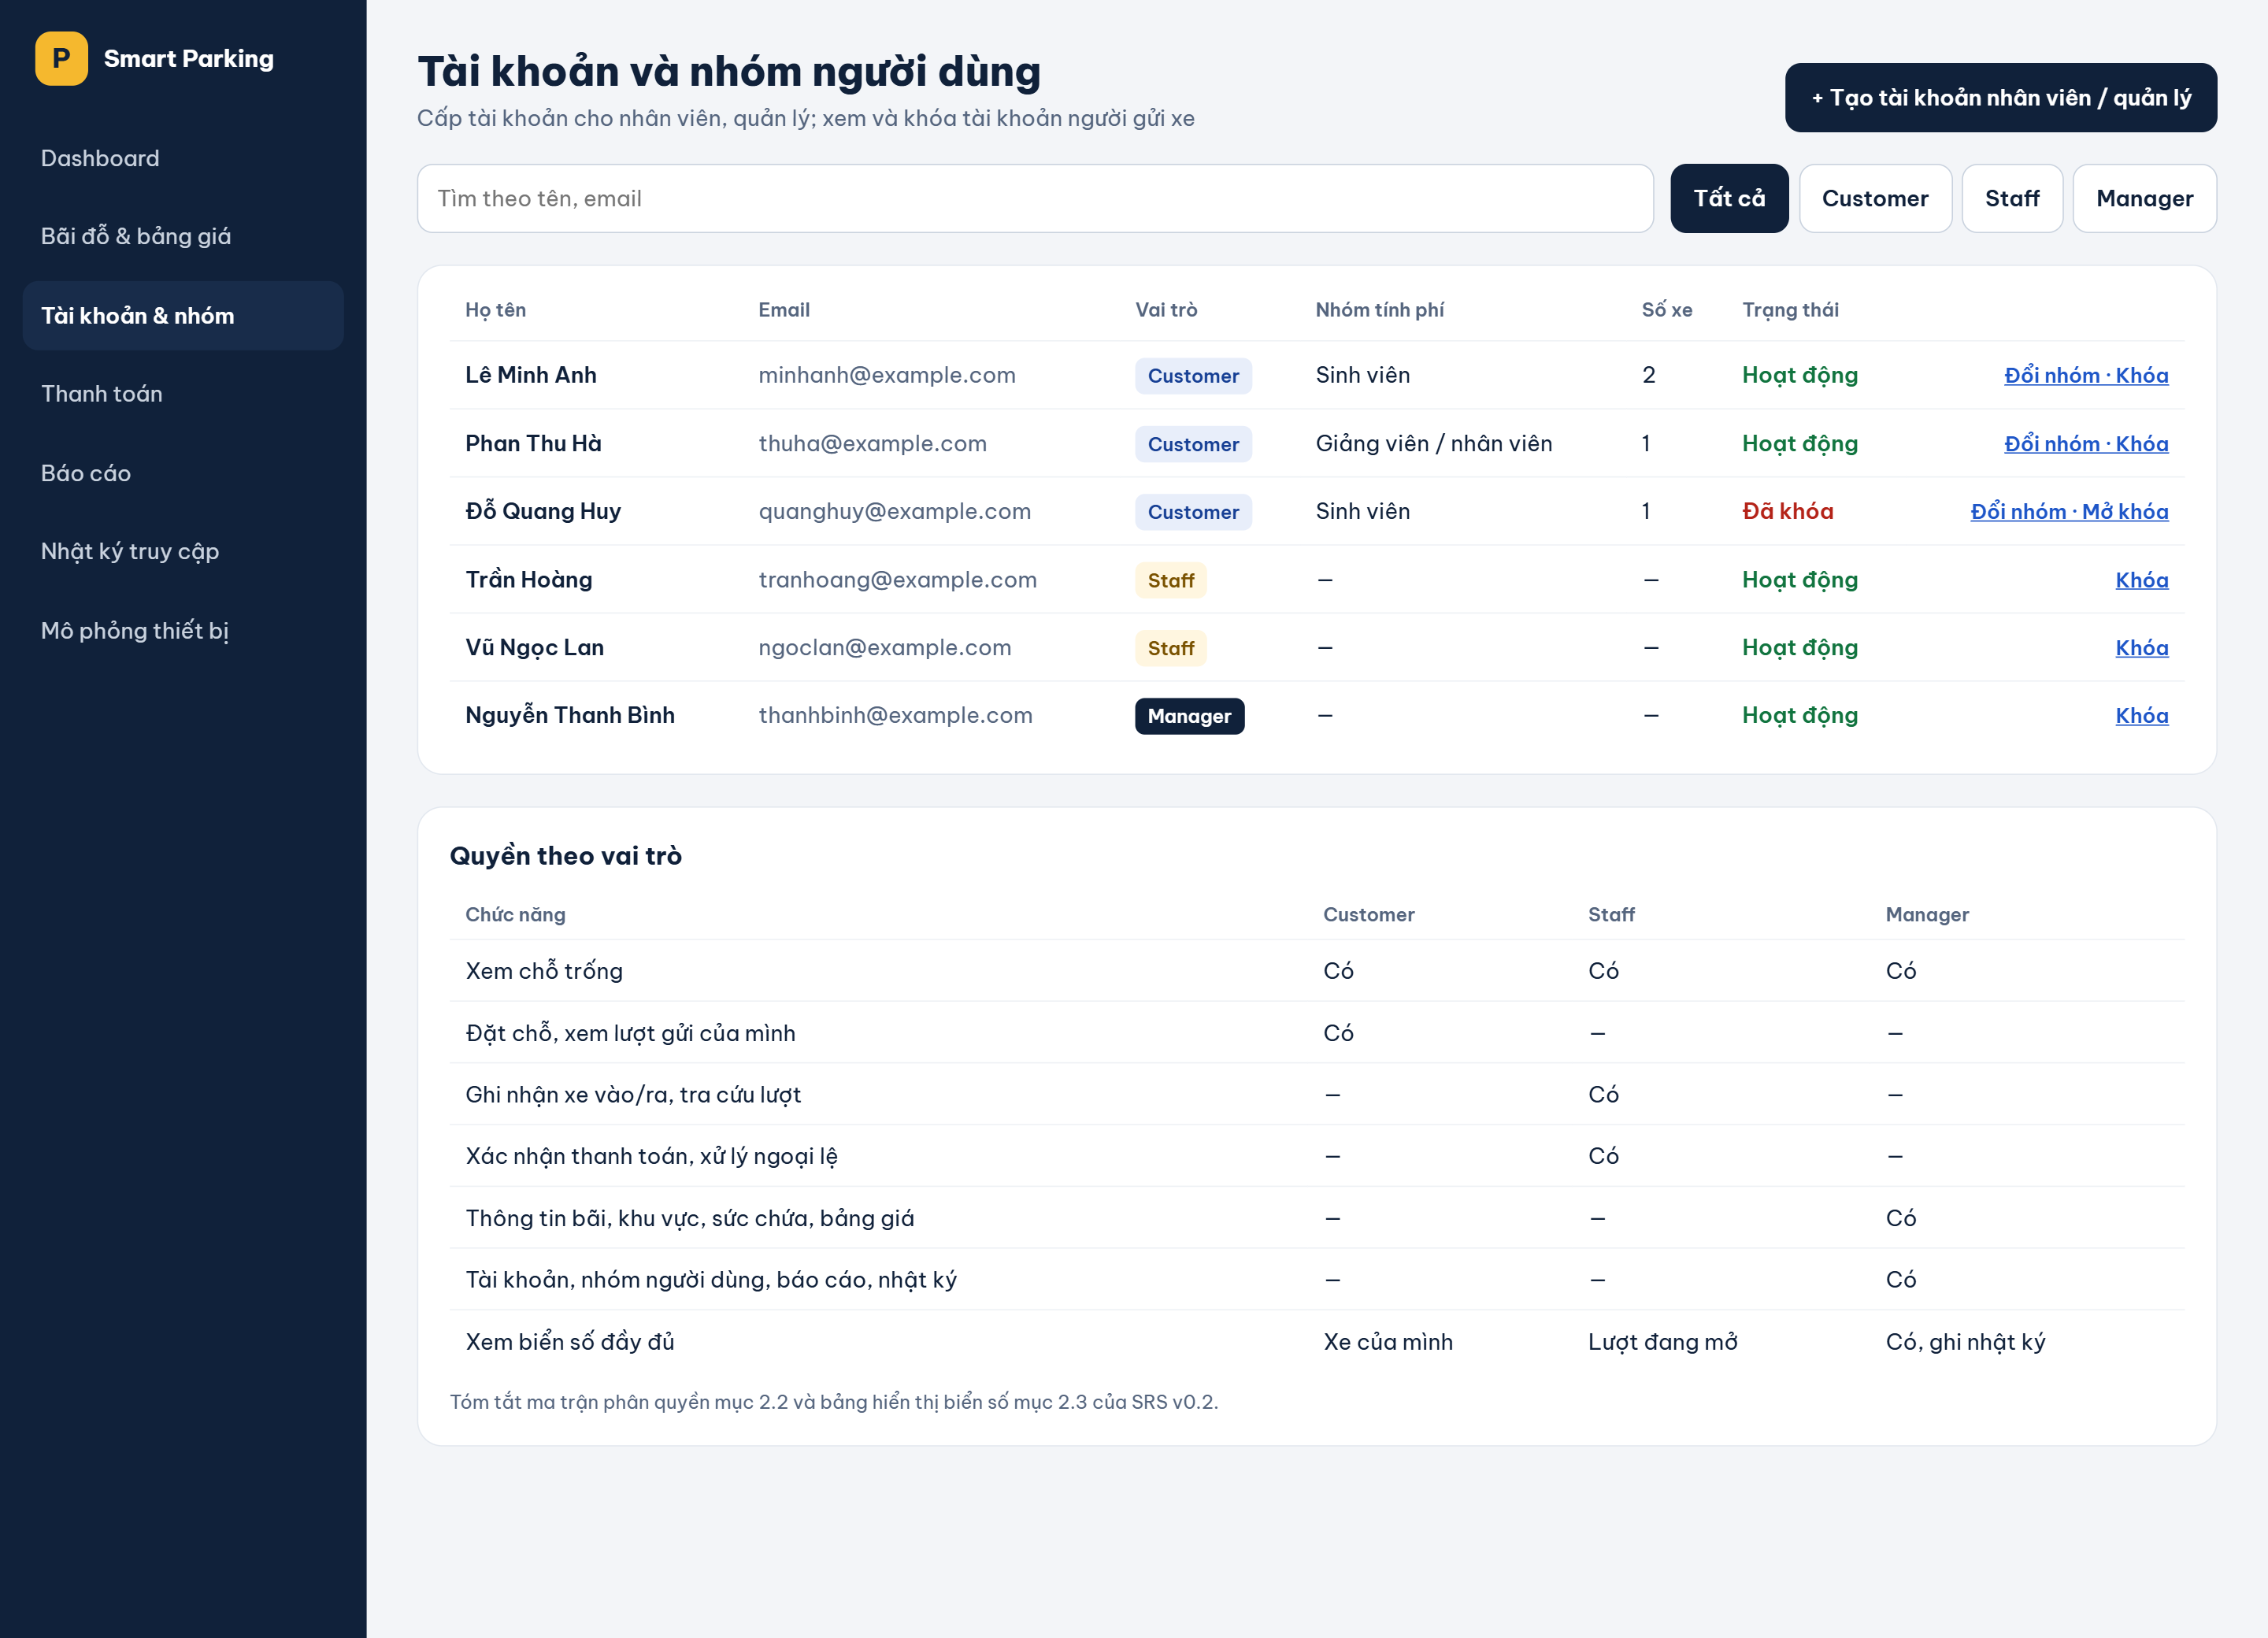 P Smart Parking
Dashboard
Bãi đỗ & bảng giá
Tài khoản & nhóm
Thanh toán
Báo cáo
Nhật ký truy cập
Mô phỏng thiết bị
Tài khoản và nhóm người dùng
Cấp tài khoản cho nhân viên, quản lý; xem và khóa tài khoản người gửi xe
+ Tạo tài khoản nhân viên / quản lý
Tìm theo tên, email
Tất cả Customer Staff Manager
Họ tên Email Vai trò Nhóm tính phí Số xe Trạng thái
Lê Minh Anh minhanh@example.com Customer Sinh viên 2 Hoạt động Đổi nhóm · Khóa
Phan Thu Hà thuha@example.com Customer Giảng viên / nhân viên 1 Hoạt động Đổi nhóm · Khóa
Đỗ Quang Huy quanghuy@example.com Customer Sinh viên 1 Đã khóa Đổi nhóm · Mở khóa
Trần Hoàng tranhoang@example.com Staff — — Hoạt động Khóa
Vũ Ngọc Lan ngoclan@example.com Staff — — Hoạt động Khóa
Nguyễn Thanh Bình thanhbinh@example.com Manager — — Hoạt động Khóa
Quyền theo vai trò
Chức năng Customer Staff Manager
Xem chỗ trống Có Có Có
Đặt chỗ, xem lượt gửi của mình Có — —
Ghi nhận xe vào/ra, tra cứu lượt — Có —
Xác nhận thanh toán, xử lý ngoại lệ — Có —
Thông tin bãi, khu vực, sức chứa, bảng giá — — Có
Tài khoản, nhóm người dùng, báo cáo, nhật ký — — Có
Xem biển số đầy đủ Xe của mình Lượt đang mở Có, ghi nhật ký
Tóm tắt ma trận phân quyền mục 2.2 và bảng hiển thị biển số mục 2.3 của SRS v0.2.